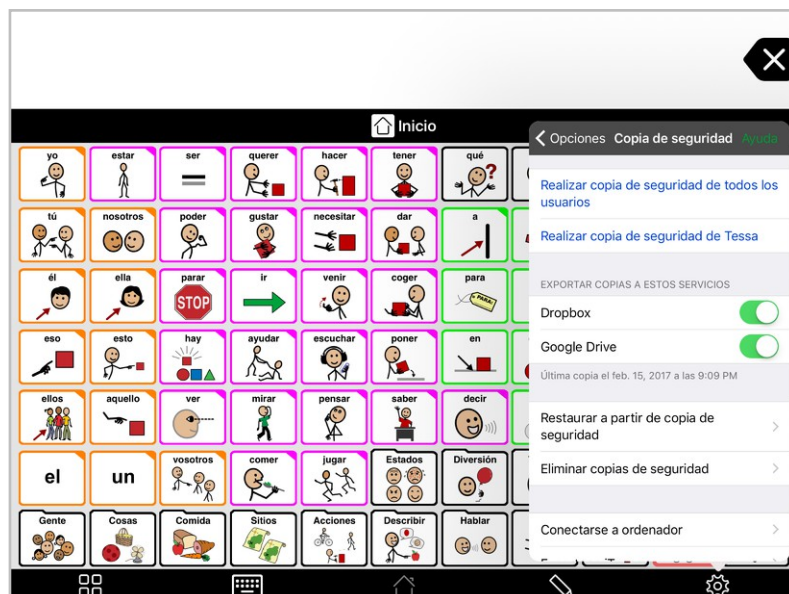 Inicio
yo estar ser querer hacer tener qué
tú nosotros poder gustar necesitar dar a
él ella parar ir venir coger para
STOP
PARA:
eso esto hay ayudar escuchar poner en
ellos aquello ver mirar pensar saber decir
el un vosotros comer jugar Estados Diversión
Gente Cosas Comida Sitios Acciones Describir Hablar
Opciones Copia de seguridad Ayuda
Realizar copia de seguridad de todos los
usuarios
Realizar copia de seguridad de Tessa
EXPORTAR COPIAS A ESTOS SERVICIOS
Dropbox
Google Drive
Última copia el feb. 15, 2017 a las 9:09 PM
Restaurar a partir de copia de
seguridad
Eliminar copias de seguridad
Conectarse a ordenador